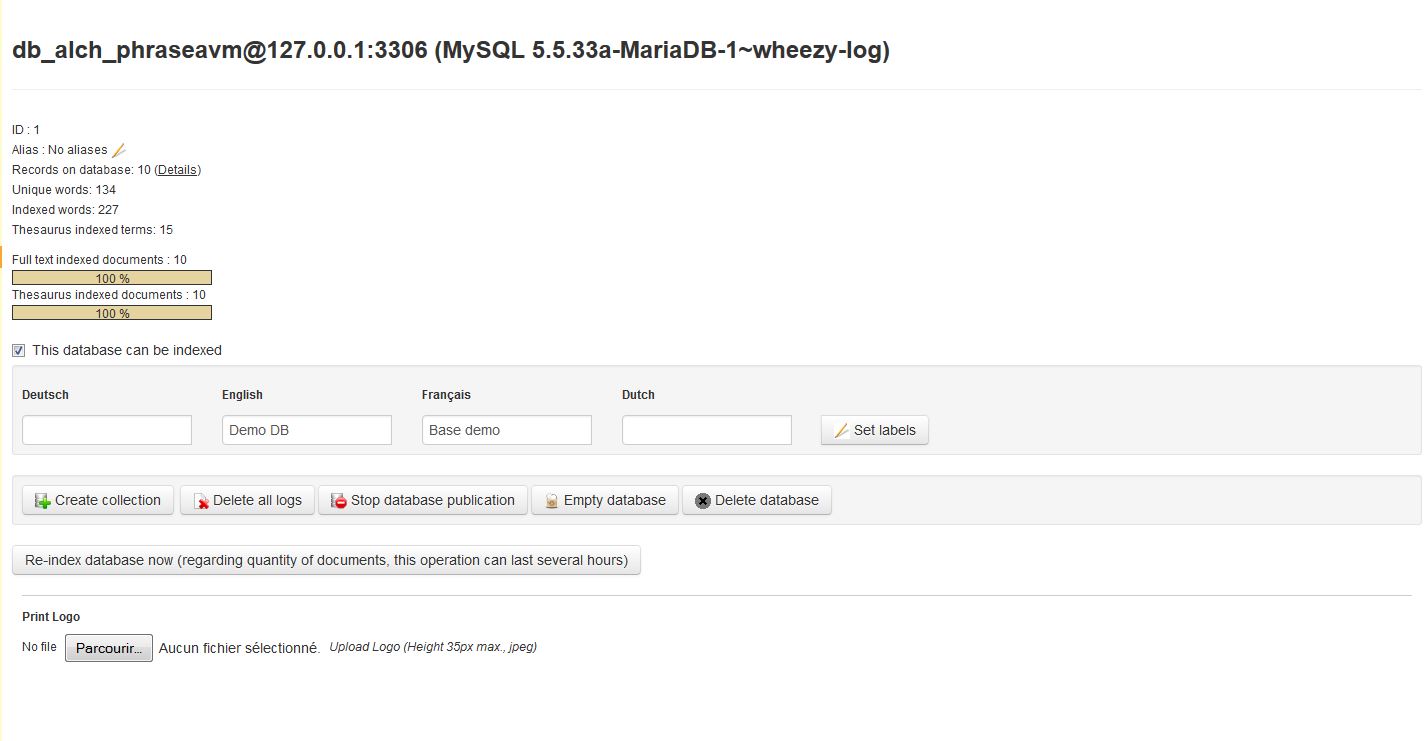 db_alch_phraseavm@127.0.0.1:3306 (MySQL 5.5.33a-MariaDB-1~wheezy-log)
ID : 1
Alias : No aliases
Records on database: 10 (Details)
Unique words: 134
Indexed words: 227
Thesaurus indexed terms: 15
Full text indexed documents : 10
100 %
Thesaurus indexed documents : 10
100 %
This database can be indexed
Deutsch English Français Dutch
Demo DB Base demo Set labels
Create collection Delete all logs Stop database publication Empty database Delete database
Re-index database now (regarding quantity of documents, this operation can last several hours)
Print Logo
No file Parcourir... Aucun fichier sélectionné. Upload Logo (Height 35px max., jpeg)